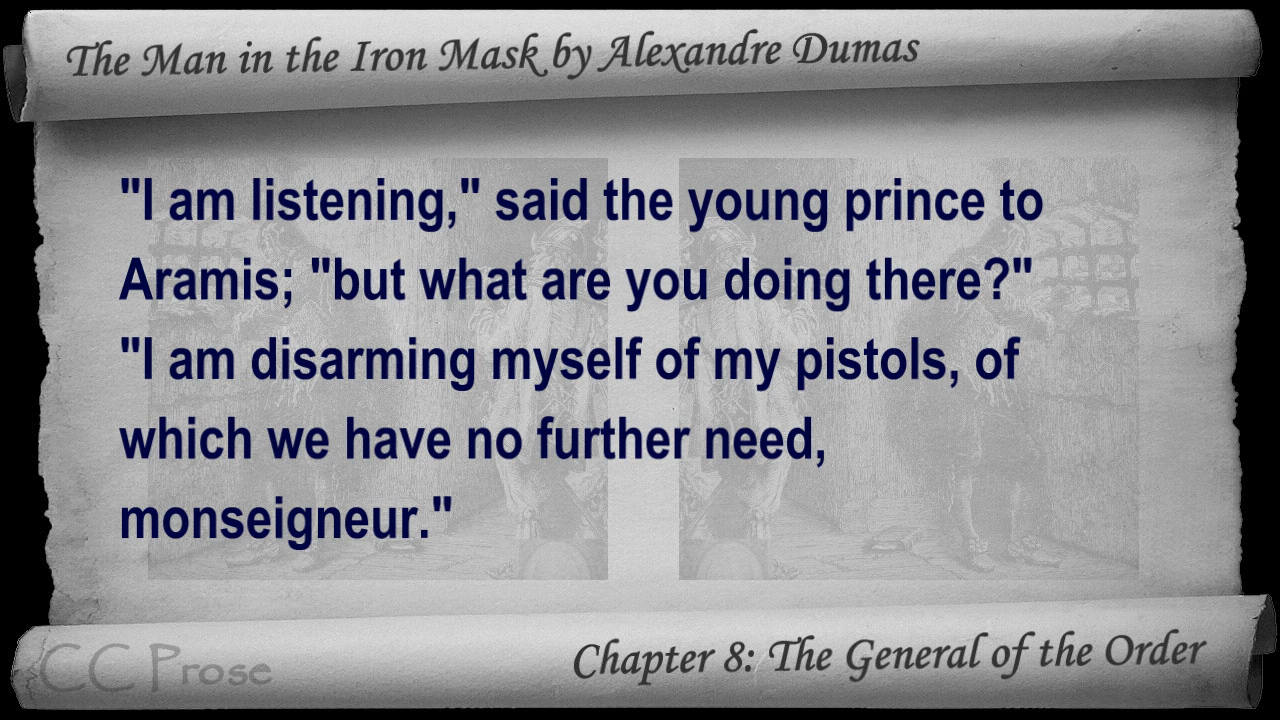 The Man in the Iron Mask by Alexandre Dumas
"I am listening," said the young prince to
Aramis; "but what are you doing there?"
"I am disarming myself of my pistols, of
which we have no further need,
monseigneur."
CC Prose
Chapter 8: The General of the Order